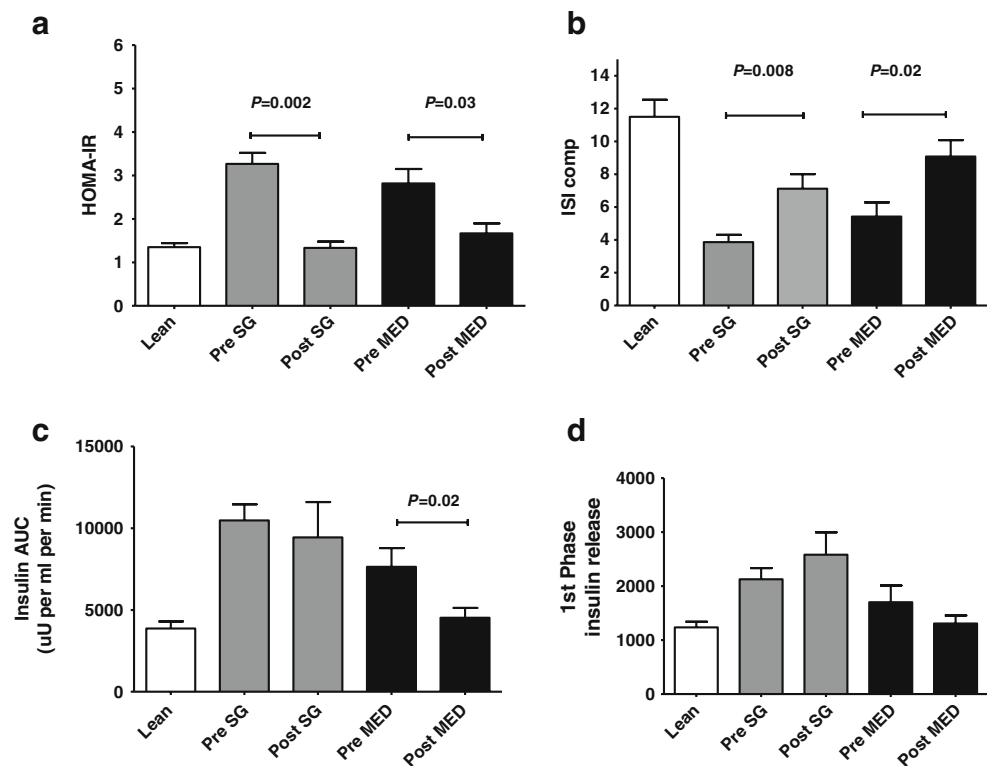 a
6
5
4
3
2
1
0
HOMA-IR
P=0.002
P=0.03
Lean
Pre SG
Post SG
Pre MED
Post MED
b
14
12
10
8
6
4
2
0
ISI comp
P=0.008
P=0.02
Lean
Pre SG
Post SG
Pre MED
Post MED
c
15000
10000
5000
0
Insulin AUC
(uU per ml per min)
P=0.02
Lean
Pre SG
Post SG
Pre MED
Post MED
d
4000
3000
2000
1000
0
1st Phase
insulin release
Lean
Pre SG
Post SG
Pre MED
Post MED